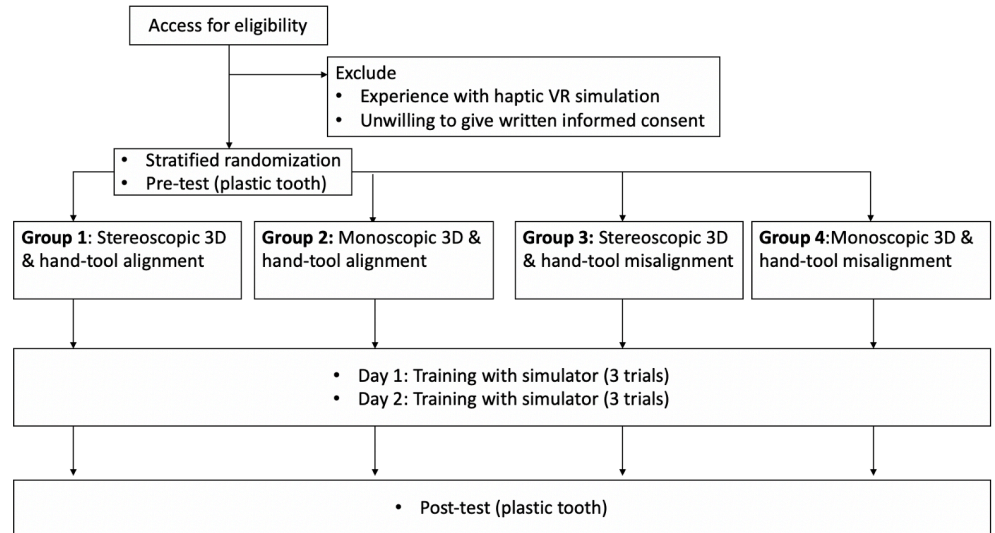 Access for eligibility
Exclude
• Experience with haptic VR simulation
• Unwilling to give written informed consent
• Stratified randomization
• Pre-test (plastic tooth)
Group 1: Stereoscopic 3D
& hand-tool alignment
Group 2: Monoscopic 3D &
hand-tool alignment
Group 3: Stereoscopic 3D
& hand-tool misalignment
Group 4:Monoscopic 3D &
hand-tool misalignment
• Day 1: Training with simulator (3 trials)
• Day 2: Training with simulator (3 trials)
• Post-test (plastic tooth)